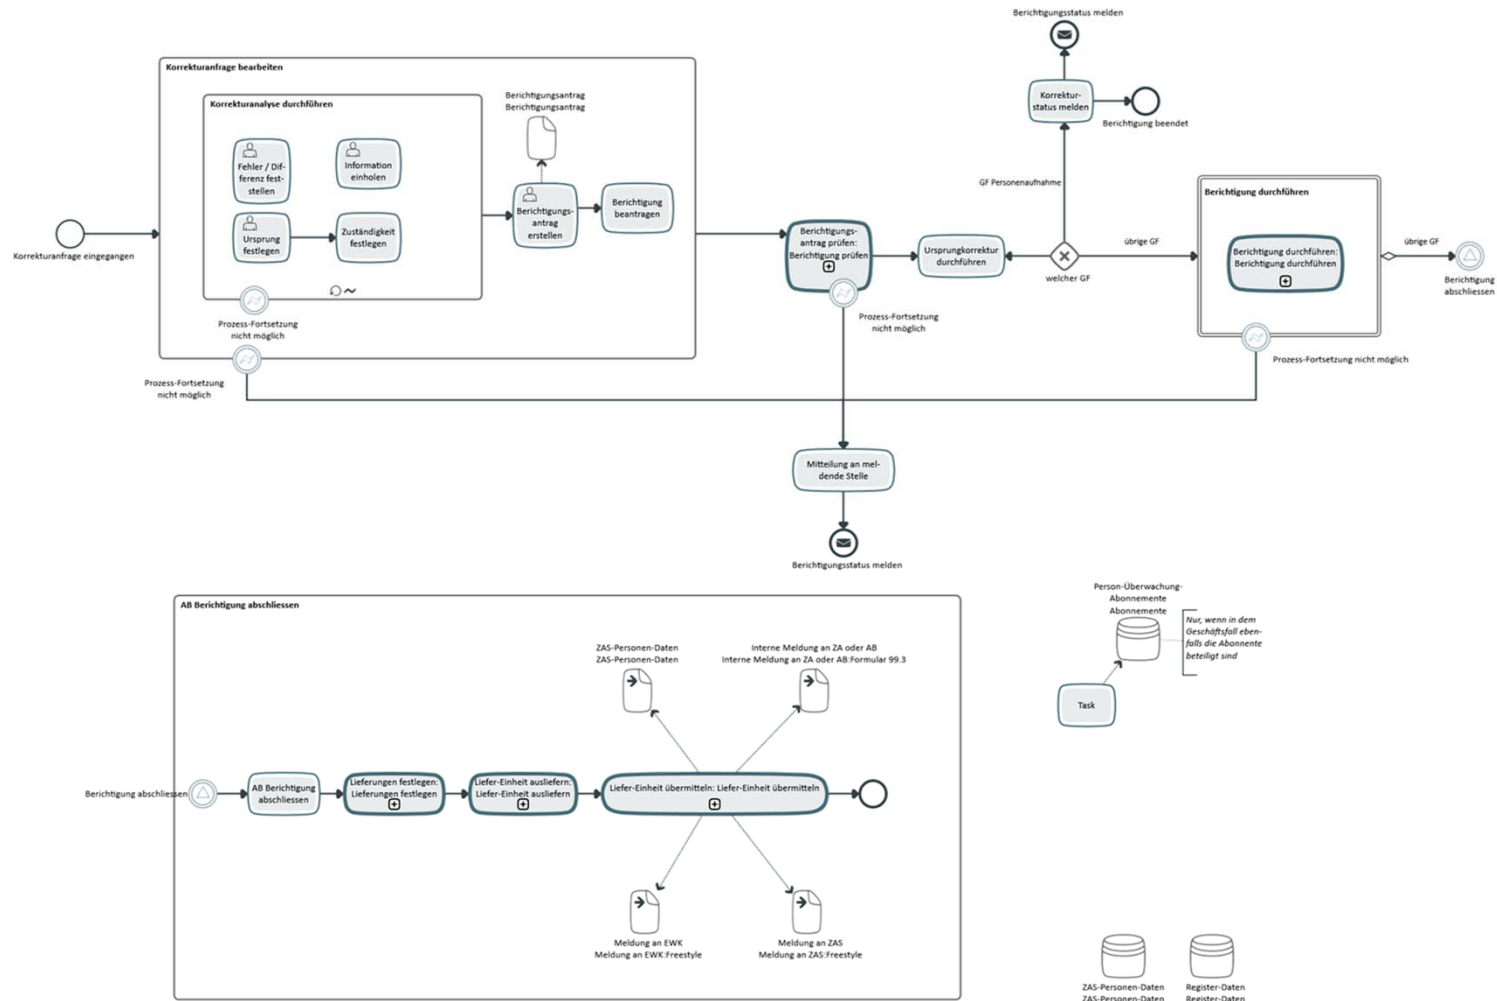 Berichtigungsstatus melden
Korrektur-
status melden
Berichtigung beendet
GF Personenaufnahme
Korrekturanfrage bearbeiten
Korrekturanalyse durchführen
Berichtigungsantrag
Berichtigungsantrag
Fehler / Dif-
ferenz fest-
stellen
Information
einholen
Ursprung
festlegen
Zuständigkeit
festlegen
Berichtigungs-
antrag
erstellen
Berichtigung
beantragen
Korrekturanfrage eingegangen
Prozess-Fortsetzung
nicht möglich
Prozess-Fortsetzung
nicht möglich
Berichtigungs-
antrag prüfen:
Berichtigung prüfen
Prozess-Fortsetzung
nicht möglich
Ursprungkorrektur
durchführen
welcher GF
übrige GF
Berichtigung durchführen
Berichtigung durchführen:
Berichtigung durchführen
Prozess-Fortsetzung nicht möglich
übrige GF
Berichtigung
abschliessen
Mitteilung an mel-
dende Stelle
Berichtigungsstatus melden
AB Berichtigung abschliessen
ZAS-Personen-Daten
ZAS-Personen-Daten
Interne Meldung an ZA oder AB
Interne Meldung an ZA oder AB:Formular 99.3
Berichtigung abschliessen
AB Berichtigung
abschliessen
Lieferungen festlegen:
Lieferungen festlegen
Liefer-Einheit ausliefern:
Liefer-Einheit ausliefern
Liefer-Einheit übermitteln: Liefer-Einheit übermitteln
Meldung an EWK
Meldung an EWK:Freestyle
Meldung an ZAS
Meldung an ZAS:Freestyle
Person-Überwachung-
Abonnemente
Abonnemente
Nur, wenn in dem
Geschäftsfall eben-
falls die Abonnente
beteiligt sind
Task
ZAS-Personen-Daten
ZAS-Personen-Daten
Register-Daten
Register-Daten